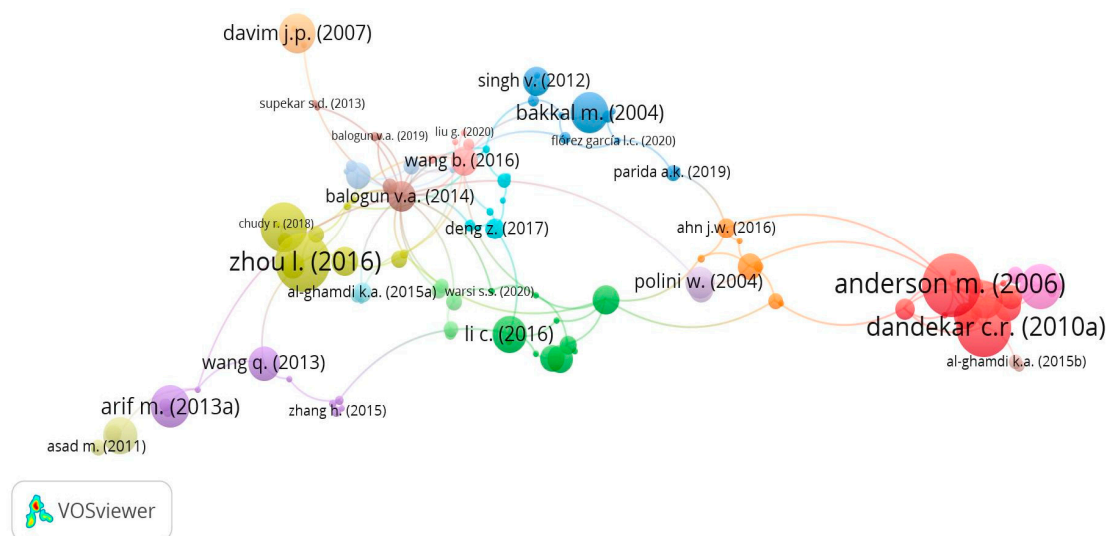 davim j.p. (2007)
singh v. (2012)
supekar s.d. (2013)
bakkal m. (2004)
balogun v.a. (2019)
liu g. (2020)
flórez garcía l.c. (2020)
wang b. (2016)
parida a.k. (2019)
balogun v.a. (2014)
chudy r. (2018)
deng z. (2017)
ahn j.w. (2016)
zhou l. (2016)
polini w. (2004)
anderson m. (2006)
al-ghamdi k.a. (2015a)
warsi s.s. (2020)
dandekar c.r. (2010a)
li c. (2016)
wang q. (2013)
al-ghamdi k.a. (2015b)
arif m. (2013a)
zhang h. (2015)
asad m. (2011)
VOSviewer